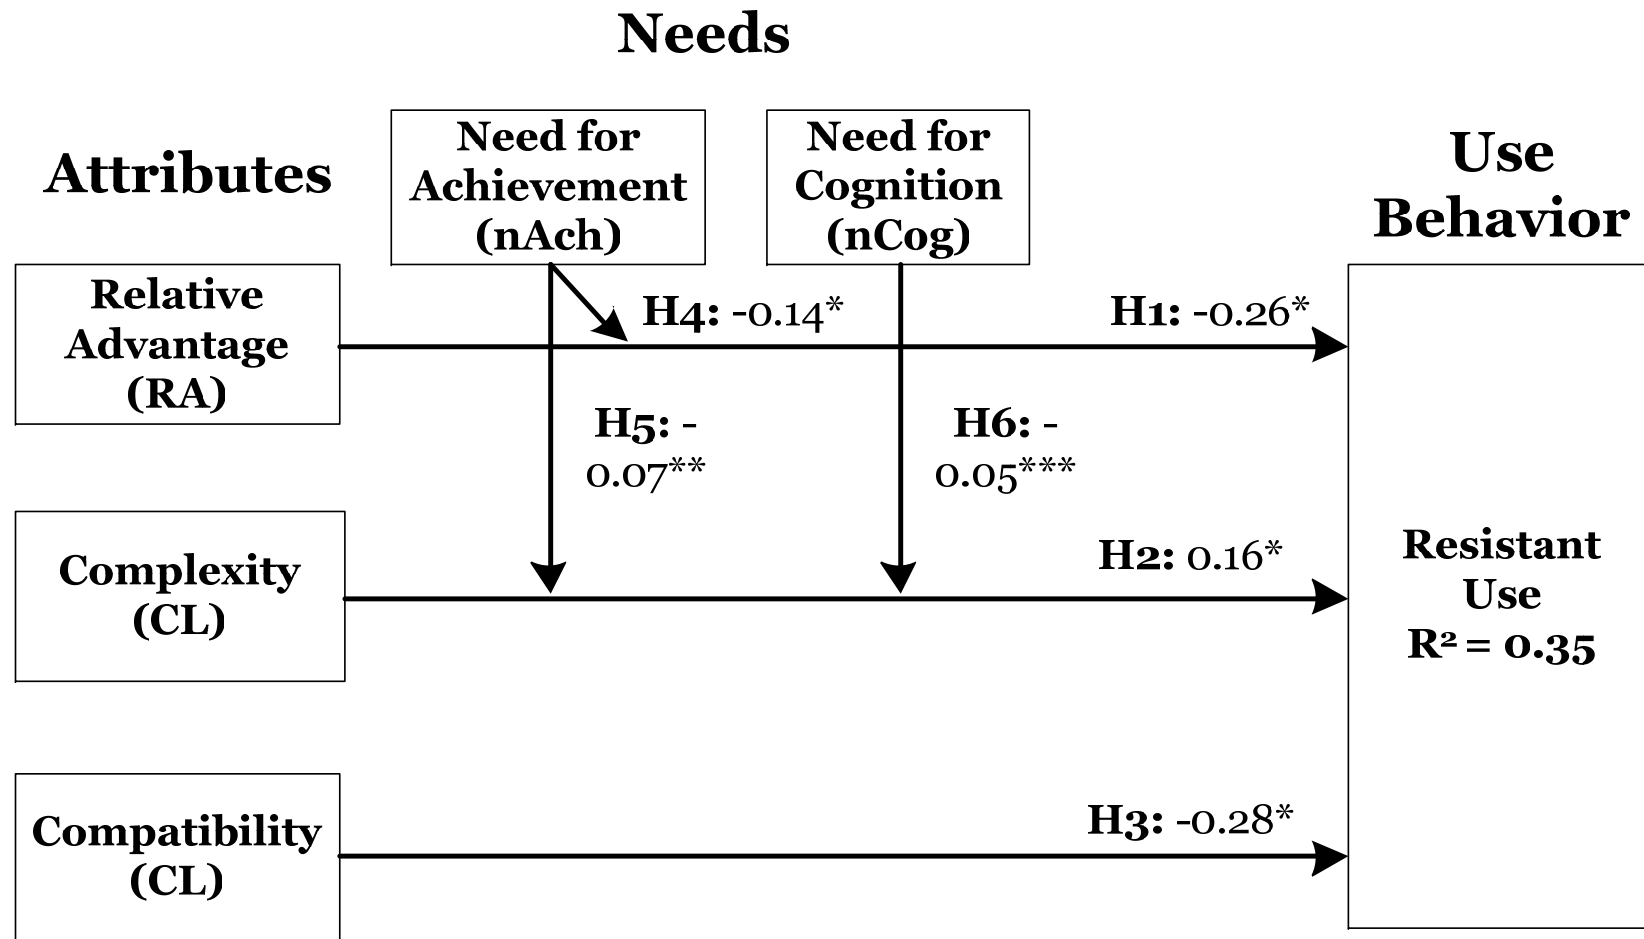 Needs
Attributes
Need for
Achievement
(nAch)
Need for
Cognition
(nCog)
Use
Behavior
Relative
Advantage
(RA)
H4: -0.14*
H1: -0.26*
H5: -
0.07**
H6: -
0.05***
Complexity
(CL)
H2: 0.16*
Resistant
Use
R² = 0.35
Compatibility
(CL)
H3: -0.28*